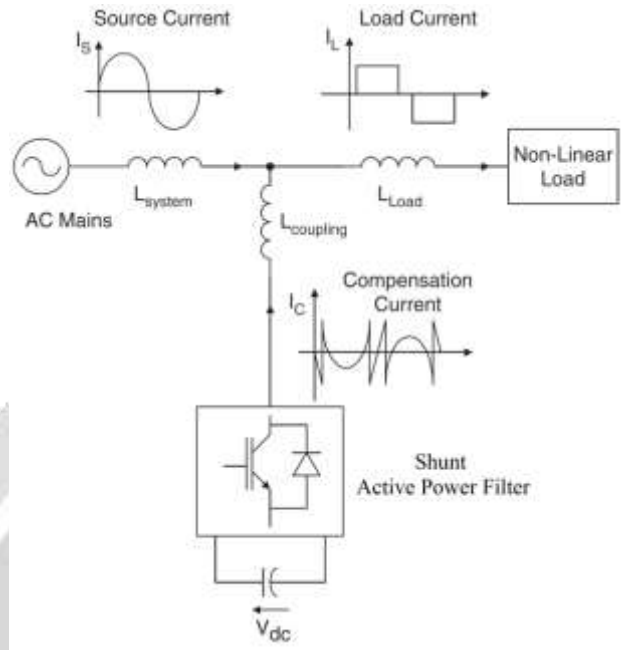 Source Current
Load Current
I_S
I_L
AC Mains
L_system
L_coupling
L_Load
Non-Linear
Load
Compensation
Current
I_C
Shunt
Active Power Filter
V_dc